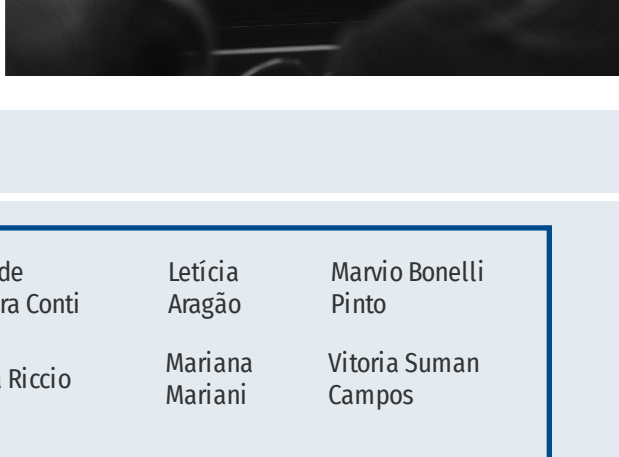 de
ra Conti
Letícia
Aragão
Marvio Bonelli
Pinto
Riccio
Mariana
Mariani
Vitoria Suman
Campos